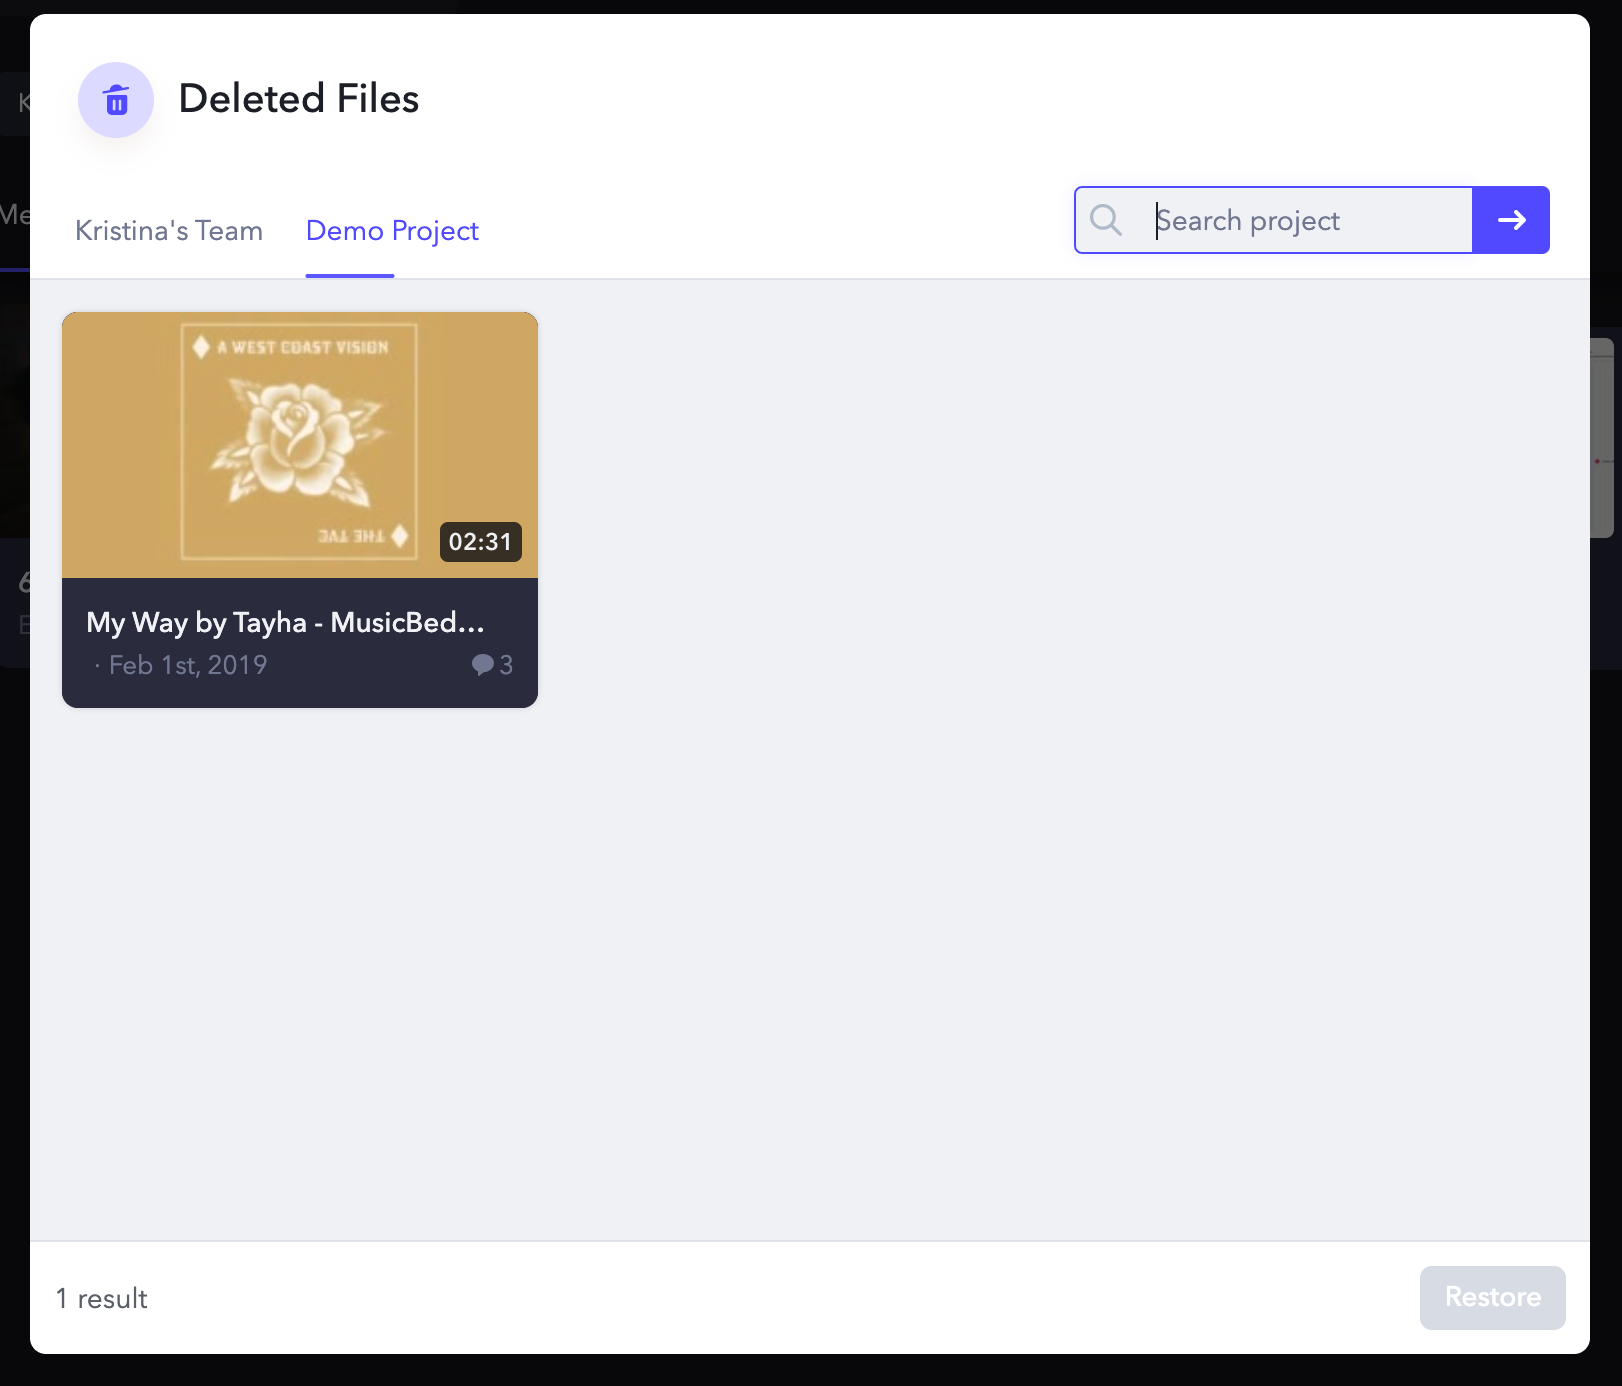 Deleted Files
Kristina's Team
Demo Project
Search project
A WEST COAST VISION
THE TVC
02:31
My Way by Tayha - MusicBed...
· Feb 1st, 2019
3
1 result
Restore